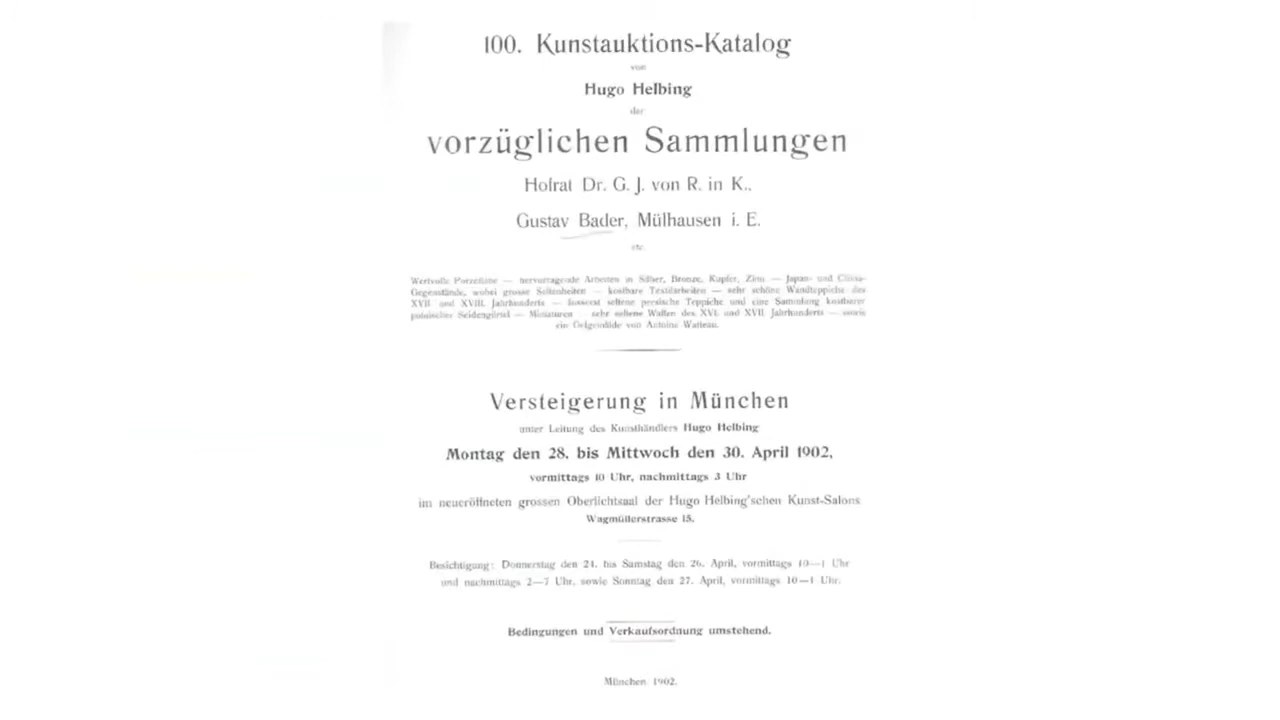 100. Kunstauktions-Katalog
von
Hugo Helbing
der
vorzüglichen Sammlungen
Hofrat Dr. G. J. von R. in K.,
Gustav Bader, Mülhausen i. E.
etc.
Wertvolle Porzellane — hervorragende Arbeiten in Silber, Bronze, Kupfer, Zinn — Japan- und China-
Gegenstände, wobei grosse Seltenheiten — kostbare Textilarbeiten — sehr schöne Wandteppiche des
XVII. und XVIII. Jahrhunderts — äusserst seltene persische Teppiche und eine Sammlung kostbarer
polnischer Seidengürtel — Miniaturen — sehr seltene Waffen des XVI. und XVII. Jahrhunderts — sowie
ein Oelgemälde von Antoine Watteau.
Versteigerung in München
unter Leitung des Kunsthändlers Hugo Helbing
Montag den 28. bis Mittwoch den 30. April 1902,
vormittags 10 Uhr, nachmittags 3 Uhr
im neueröffneten grossen Oberlichtsaal der Hugo Helbing'schen Kunst-Salons
Wagmüllerstrasse 15.
Besichtigung: Donnerstag den 24. bis Samstag den 26. April, vormittags 10—1 Uhr
und nachmittags 2—7 Uhr, sowie Sonntag den 27. April, vormittags 10—1 Uhr.
Bedingungen und Verkaufsordnung umstehend.
München 1902.